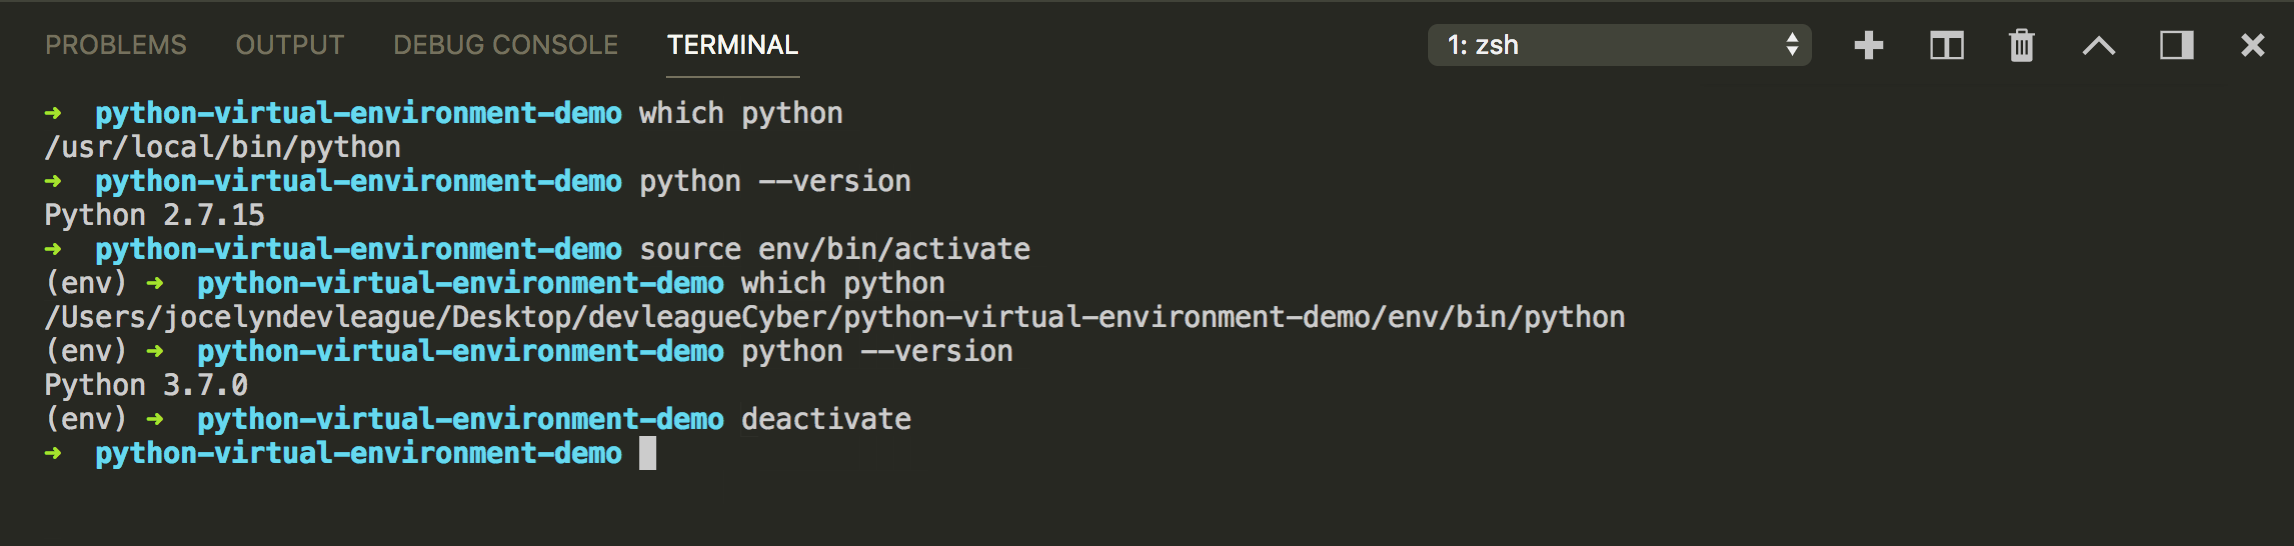 PROBLEMS OUTPUT DEBUG CONSOLE TERMINAL 1: zsh
➜ python-virtual-environment-demo which python
/usr/local/bin/python
➜ python-virtual-environment-demo python --version
Python 2.7.15
➜ python-virtual-environment-demo source env/bin/activate
(env) ➜ python-virtual-environment-demo which python
/Users/jocelyndevleague/Desktop/devleagueCyber/python-virtual-environment-demo/env/bin/python
(env) ➜ python-virtual-environment-demo python --version
Python 3.7.0
(env) ➜ python-virtual-environment-demo deactivate
➜ python-virtual-environment-demo